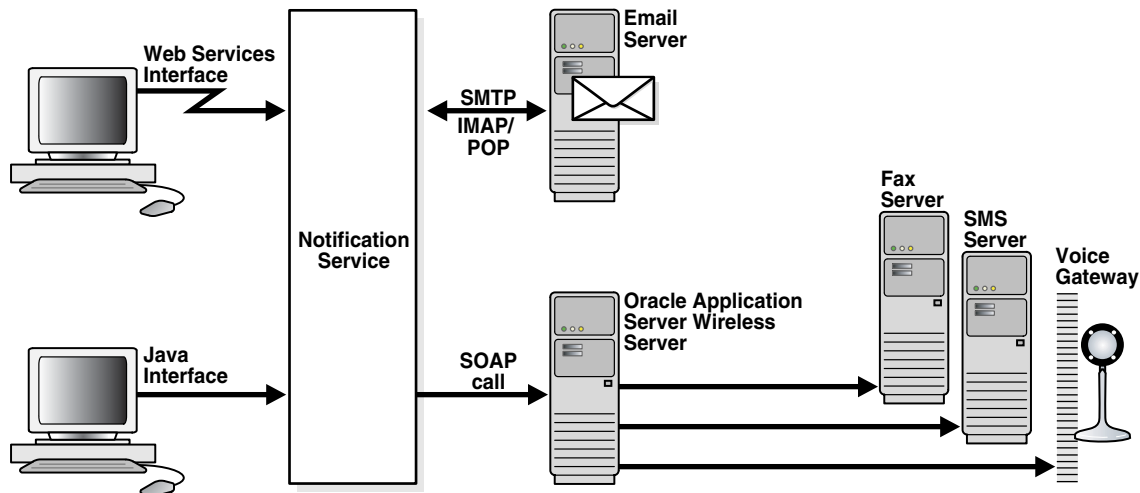 Web Services
Interface
Email
Server
SMTP
IMAP/
POP
Notification
Service
Fax
Server
SMS
Server
Voice
Gateway
Oracle Application
Server Wireless
Server
Java
Interface
SOAP
call